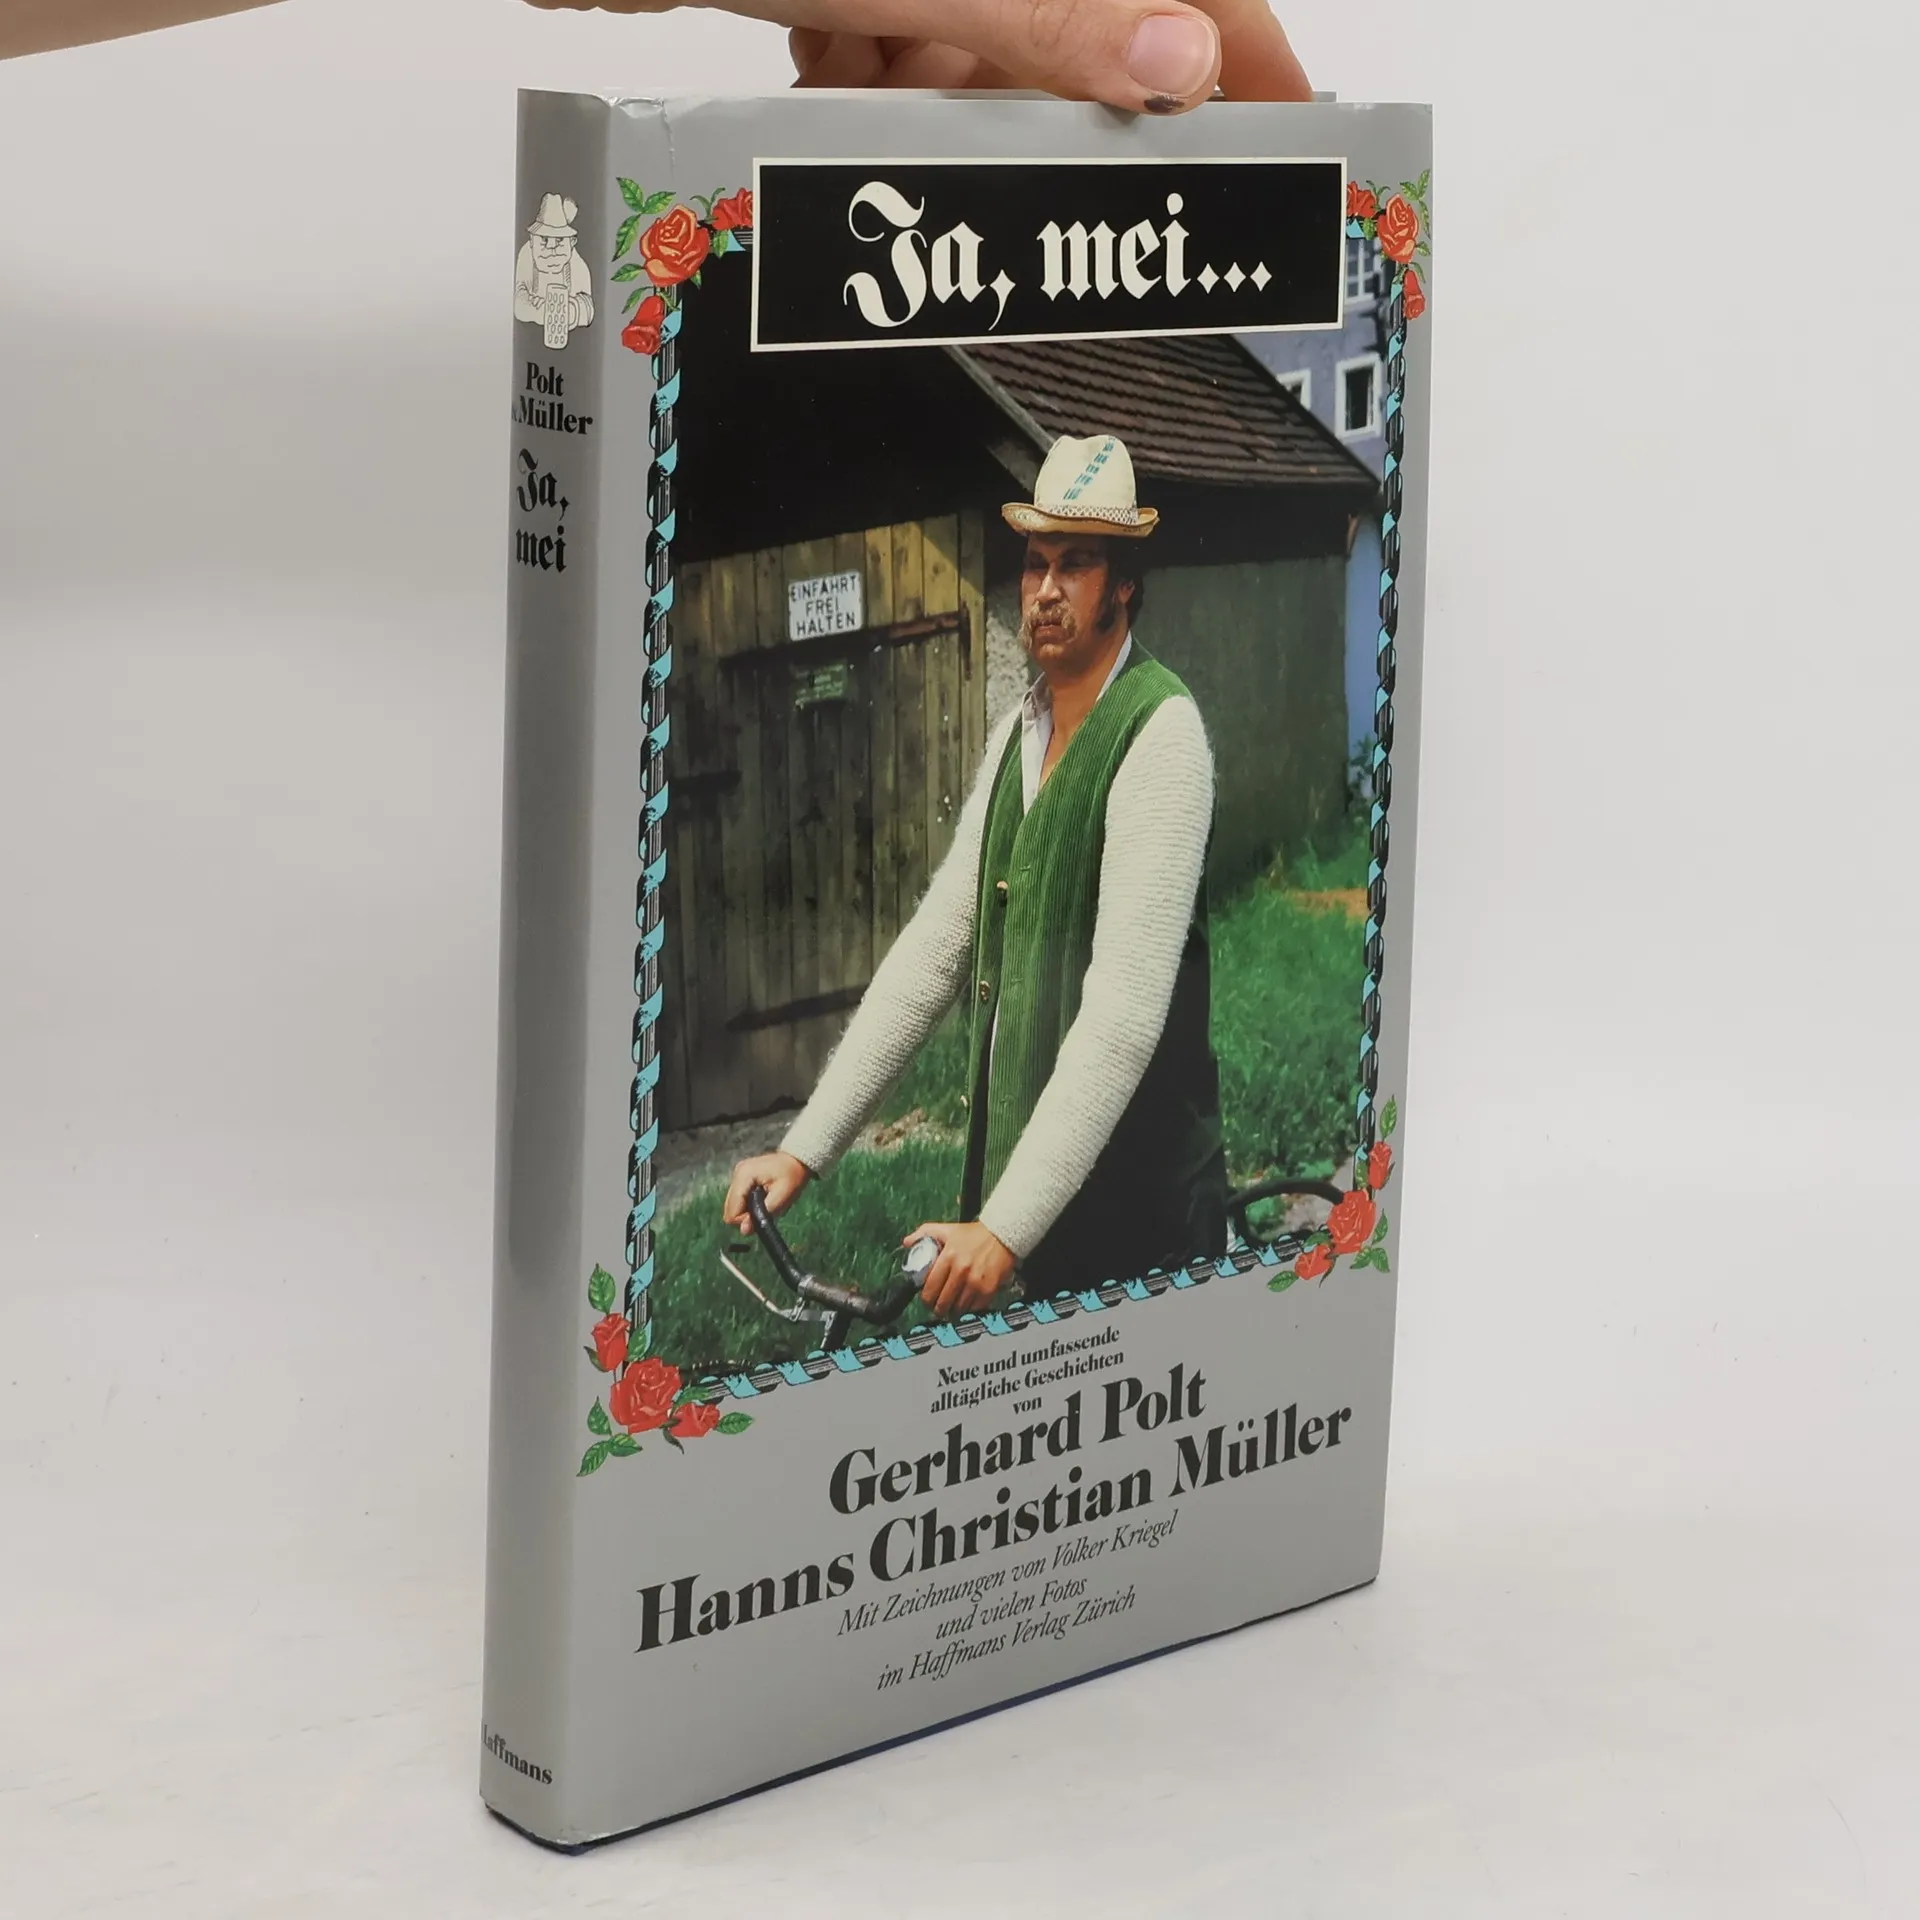 Polt
& Müller
Ja,
mei
Haffmans
Ja, mei...
EINFAHRT
FREI
HALTEN
Neue und umfassende
alltägliche Geschichten
von
Gerhard Polt
Hanns Christian Müller
Mit Zeichnungen von Volker Kriegel
und vielen Fotos
im Haffmans Verlag Zürich